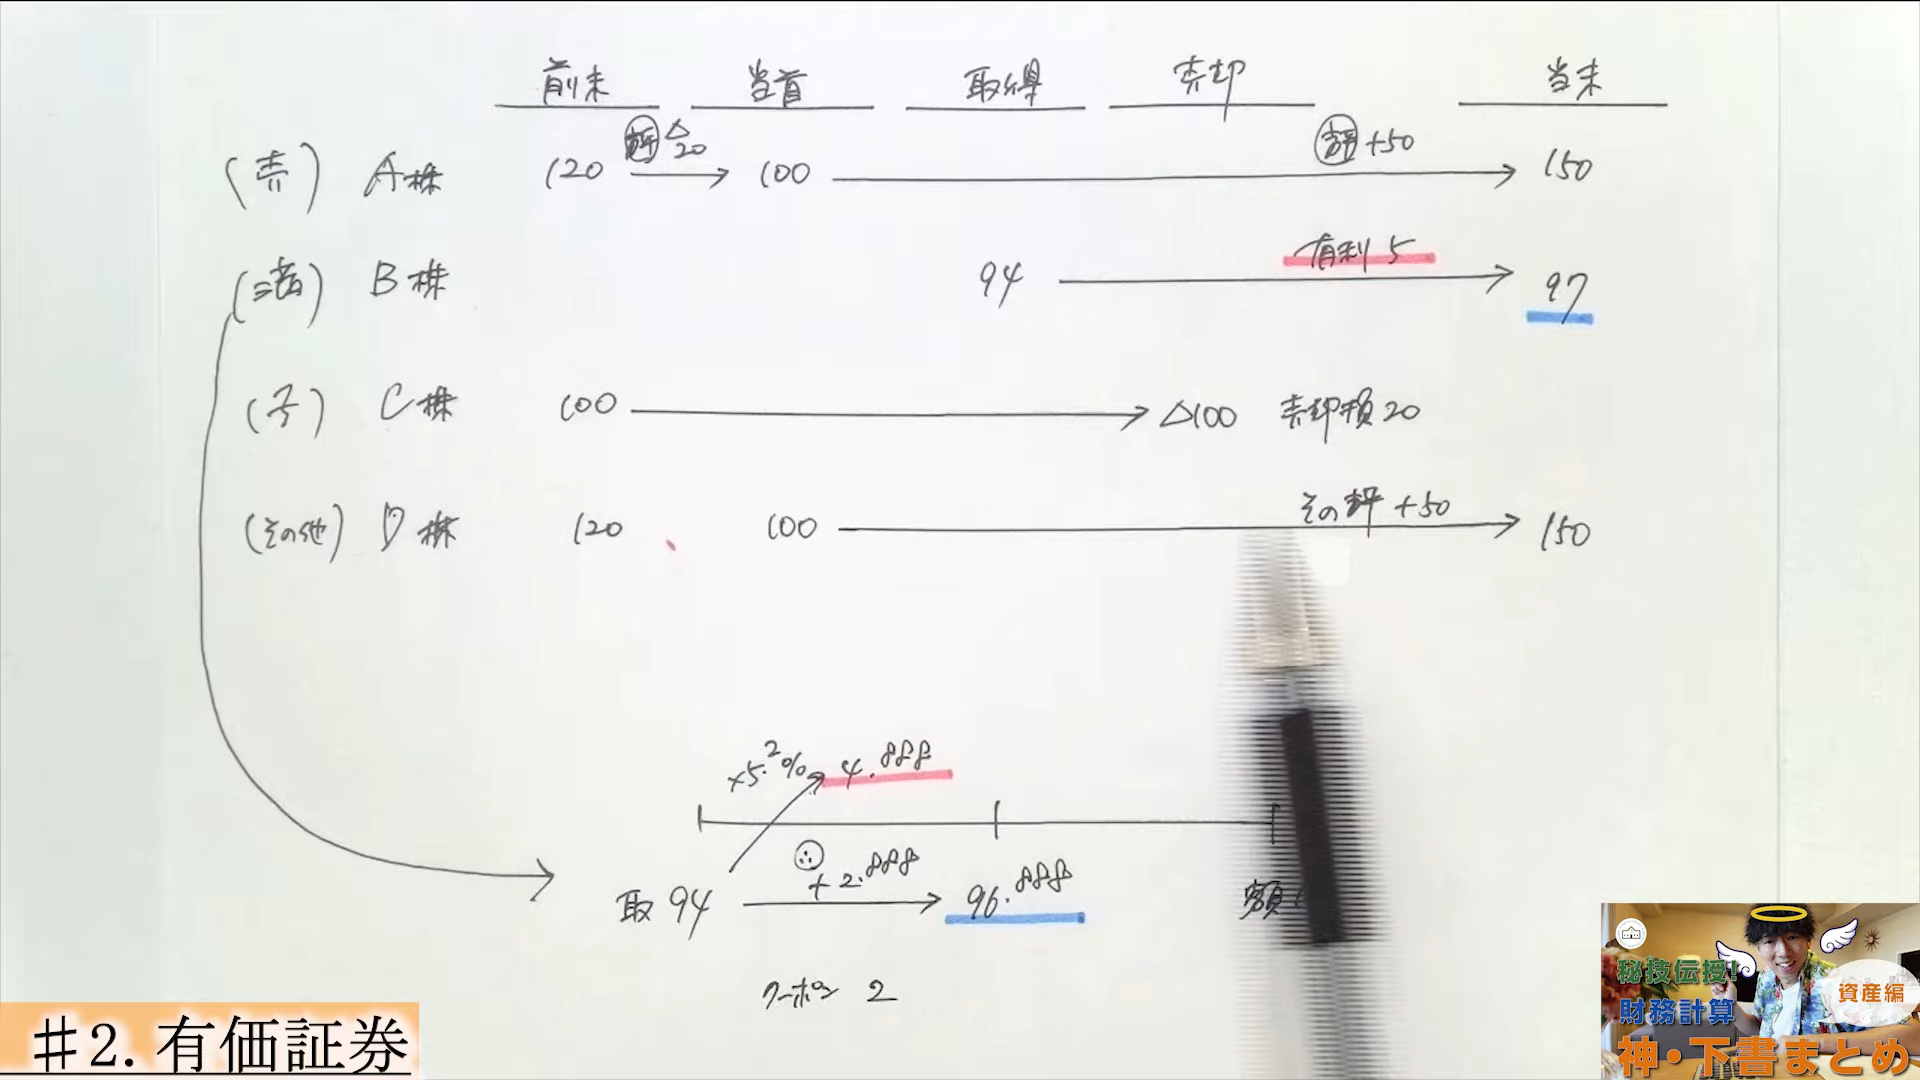 前末 当首 取得 売却 当末
(売) A株 120 評 △20 100 評 +50 150
(満) B株 94 有利 5 97
(子) C株 100 △100 売却損 20
(その他) D株 120 100 その評 +50 150
×5.2% 4.888
+2.888
取 94 96.888 額
クーポン 2
#2.有価証券
秘技伝授!
財務計算
資産編
神・下書まとめ